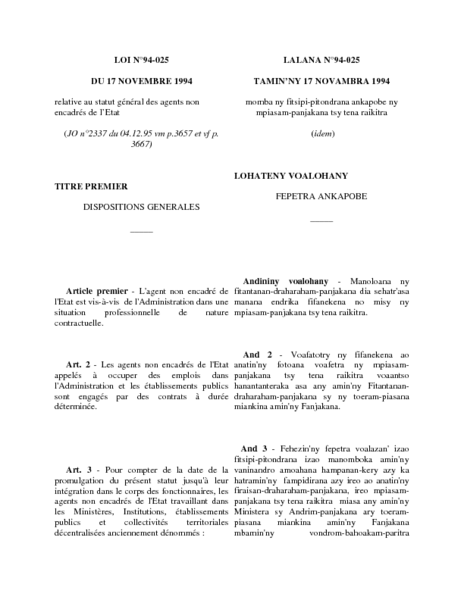 LOI N°94-025
DU 17 NOVEMBRE 1994
relative au statut général des agents non
encadrés de l'Etat
(JO n°2337 du 04.12.95 vm p.3657 et vf p.
3667)
TITRE PREMIER
DISPOSITIONS GENERALES
Article premier - L'agent non encadré de
l'Etat est vis-à-vis de l'Administration dans une
situation professionnelle de nature
contractuelle.
Art. 2 - Les agents non encadrés de l'Etat
appelés à occuper des emplois dans
l'Administration et les établissements publics
sont engagés par des contrats à durée
déterminée.
Art. 3 - Pour compter de la date de la
promulgation du présent statut jusqu'à leur
intégration dans le corps des fonctionnaires, les
agents non encadrés de l'Etat travaillant dans
les Ministères, Institutions, établissements
publics et collectivités territoriales
décentralisées anciennement dénommés :
LALANA N°94-025
TAMIN'NY 17 NOVAMBRA 1994
momba ny fitsipi-pitondrana ankapobe ny
mpiasam-panjakana tsy tena raikitra
(idem)
LOHATENY VOALOHANY
FEPETRA ANKAPOBE
Andininy voalohany - Manoloana ny
fitantanan-draharaham-panjakana dia sehatr'asa
manana endrika fifanekena no misy ny
mpiasam-panjakana tsy tena raikitra.
And 2 - Voafatotry ny fifanekena ao
anatin'ny fotoana voafetra ny mpiasam-
panjakana tsy tena raikitra voaantso
hanantanteraka asa any amin'ny Fitantanan-
draharaham-panjakana sy ny toeram-piasana
miankina amin'ny Fanjakana.
And 3 - Fehezin'ny fepetra voalazan' izao
fitsipi-pitondrana izao manomboka amin'ny
vaninandro amoahana hampanan-kery azy ka
hatramin'ny fampidirana azy ireo ao anatin'ny
firaisan-draharaham-panjakana, ireo mpiasam-
panjakana tsy tena raikitra miasa any amin'ny
Ministera sy Andrim-panjakana ary toeram-
piasana miankina amin'ny Fanjakana
mbamin'ny vondrom-bahoakam-paritra